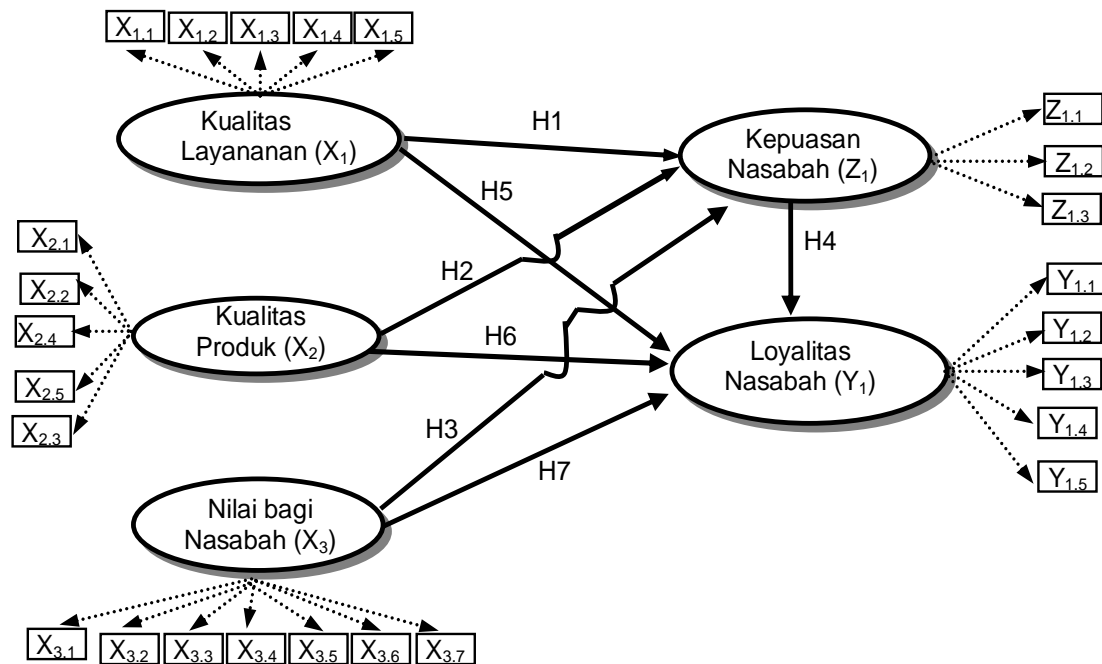 X1.1 X1.2 X1.3 X1.4 X1.5
Kualitas
Layananan (X1)
H1
Kepuasan
Nasabah (Z1)
Z1.1
Z1.2
Z1.3
H5
H4
X2.1
X2.2
X2.4
X2.5
X2.3
Kualitas
Produk (X2)
H2
H6
Loyalitas
Nasabah (Y1)
Y1.1
Y1.2
Y1.3
Y1.4
Y1.5
H3
H7
Nilai bagi
Nasabah (X3)
X3.1 X3.2 X3.3 X3.4 X3.5 X3.6 X3.7